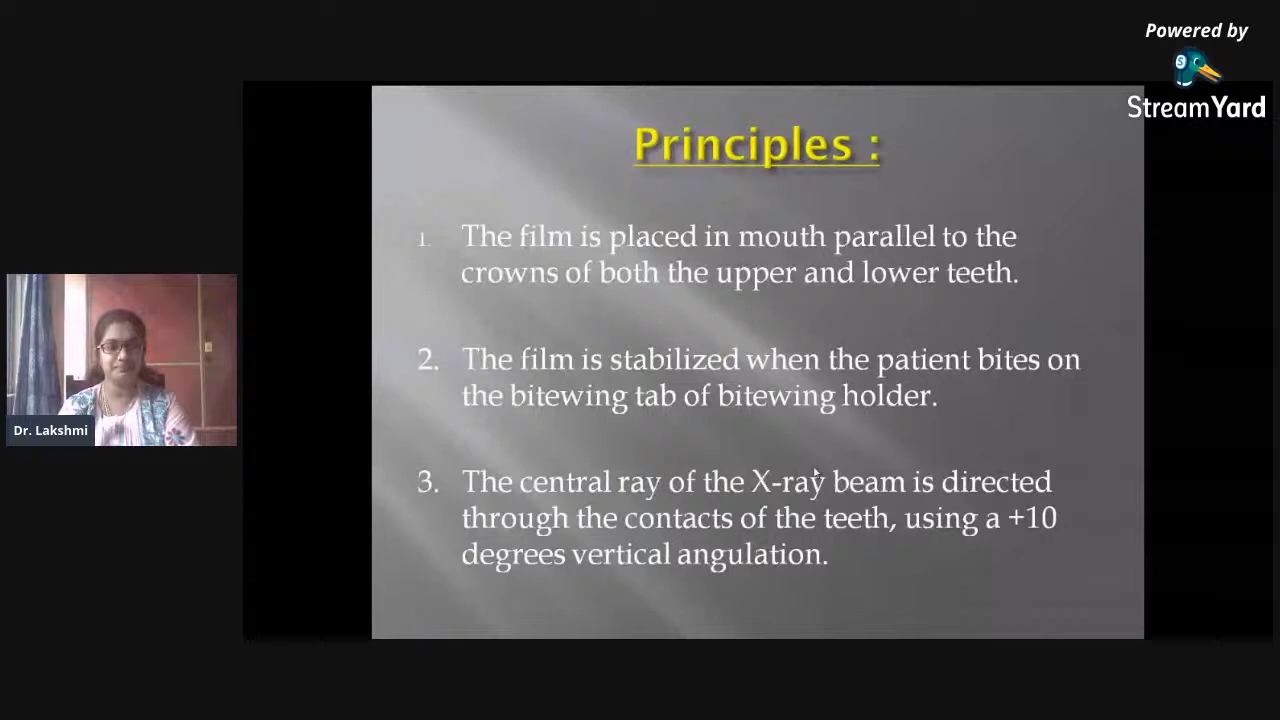 Powered by
StreamYard
Principles :
1. The film is placed in mouth parallel to the
crowns of both the upper and lower teeth.
2. The film is stabilized when the patient bites on
the bitewing tab of bitewing holder.
3. The central ray of the X-ray beam is directed
through the contacts of the teeth, using a +10
degrees vertical angulation.
Dr. Lakshmi